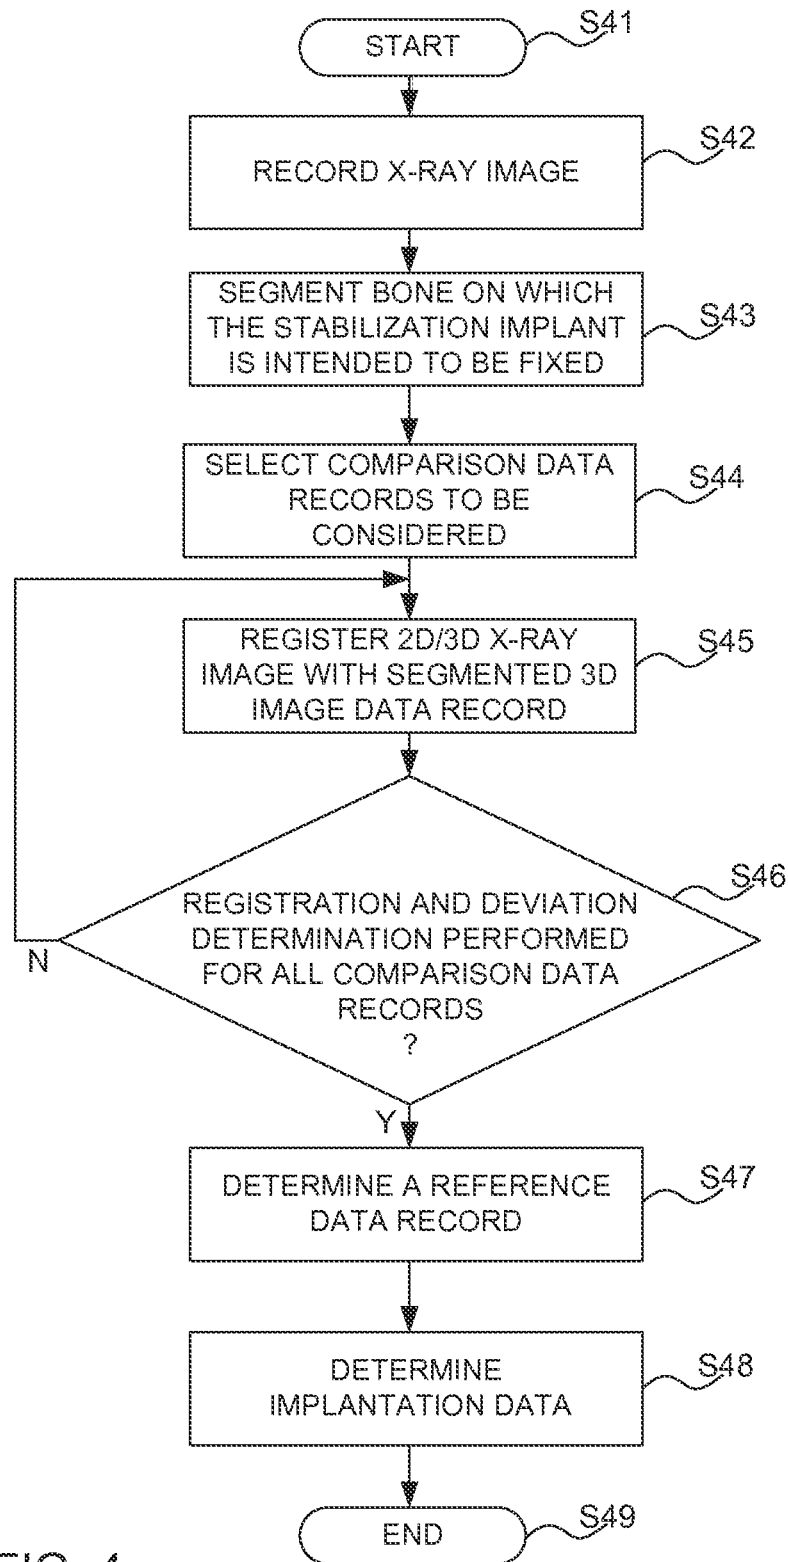 START
S41
RECORD X-RAY IMAGE
S42
SEGMENT BONE ON WHICH
THE STABILIZATION IMPLANT
IS INTENDED TO BE FIXED
S43
SELECT COMPARISON DATA
RECORDS TO BE
CONSIDERED
S44
REGISTER 2D/3D X-RAY
IMAGE WITH SEGMENTED 3D
IMAGE DATA RECORD
S45
REGISTRATION AND DEVIATION
DETERMINATION PERFORMED
FOR ALL COMPARISON DATA
RECORDS
?
S46
N
Y
DETERMINE A REFERENCE
DATA RECORD
S47
DETERMINE
IMPLANTATION DATA
S48
END
S49